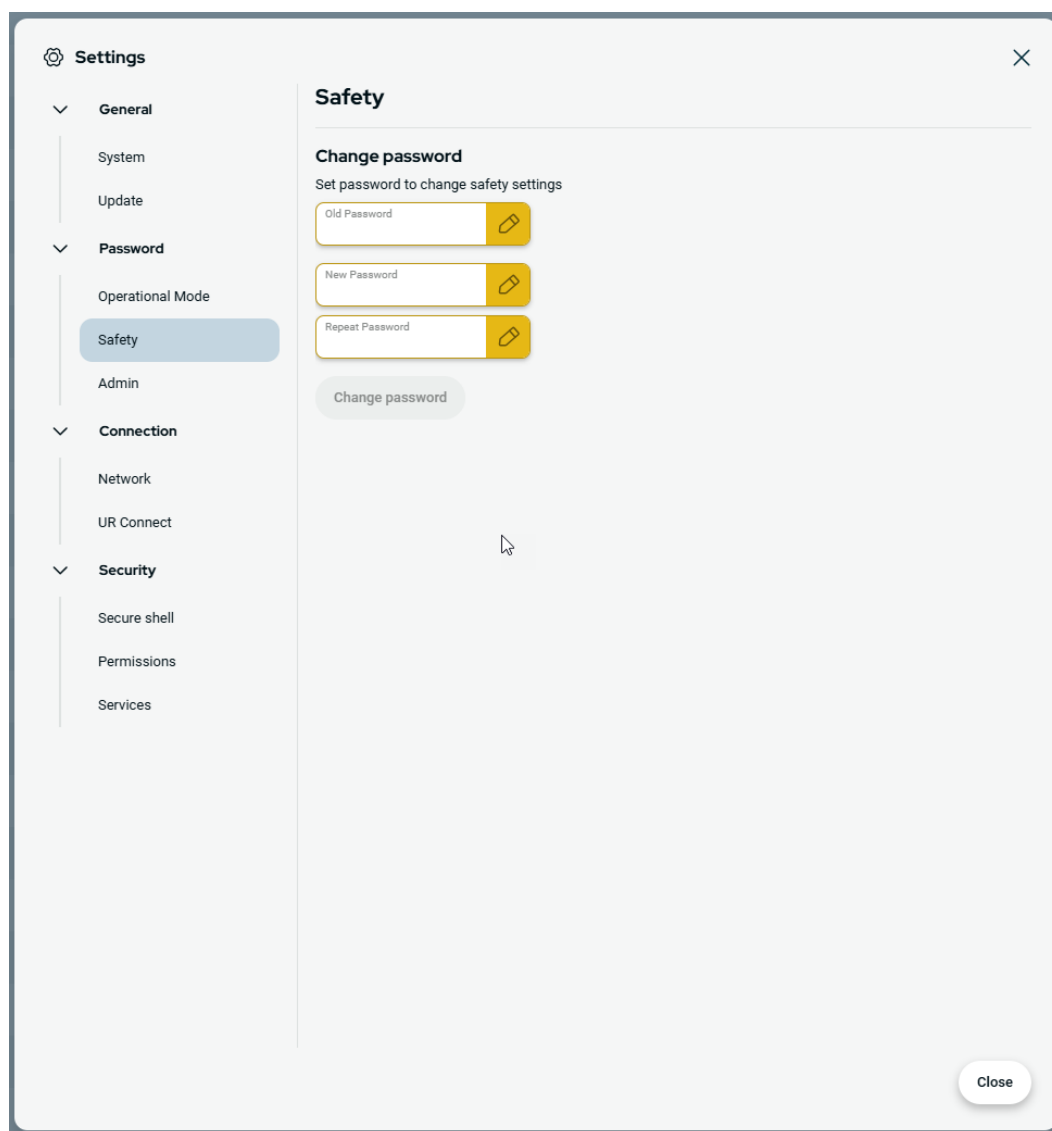 Settings
General
System
Update
Password
Operational Mode
Safety
Admin
Connection
Network
UR Connect
Security
Secure shell
Permissions
Services
Safety
Change password
Set password to change safety settings
Old Password
New Password
Repeat Password
Change password
Close